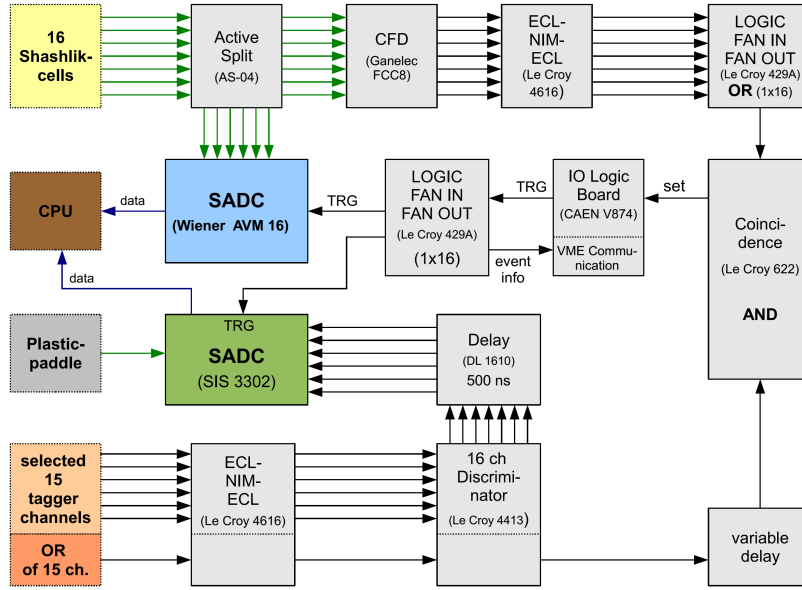 16
Shashlik-
cells
Active
Split
(AS-04)
CFD
(Ganelec
FCC8)
ECL-
NIM-
ECL
(Le Croy
4616)
LOGIC
FAN IN
FAN OUT
(Le Croy 429A)
OR (1x16)
CPU
data
SADC
(Wiener AVM 16)
TRG
LOGIC
FAN IN
FAN OUT
(Le Croy 429A)
(1x16)
TRG
event
info
IO Logic
Board
(CAEN V874)
VME Commu-
nication
set
Coinci-
dence
(Le Croy 622)
AND
data
Plastic-
paddle
TRG
SADC
(SIS 3302)
Delay
(DL 1610)
500 ns
selected
15
tagger
channels
OR
of 15 ch.
ECL-
NIM-
ECL
(Le Croy 4616)
16 ch
Discrimi-
nator
(Le Croy 4413)
variable
delay